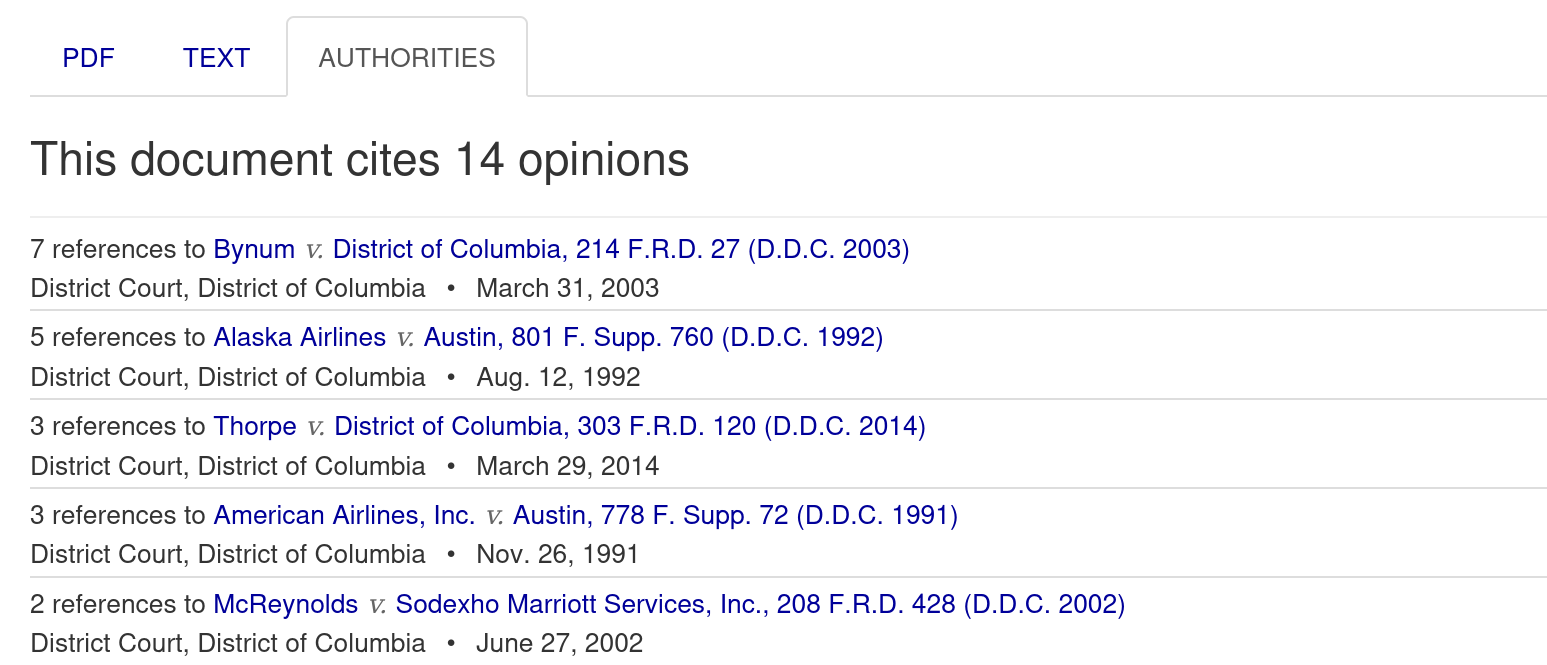 PDF TEXT AUTHORITIES
This document cites 14 opinions
7 references to Bynum v. District of Columbia, 214 F.R.D. 27 (D.D.C. 2003)
District Court, District of Columbia • March 31, 2003
5 references to Alaska Airlines v. Austin, 801 F. Supp. 760 (D.D.C. 1992)
District Court, District of Columbia • Aug. 12, 1992
3 references to Thorpe v. District of Columbia, 303 F.R.D. 120 (D.D.C. 2014)
District Court, District of Columbia • March 29, 2014
3 references to American Airlines, Inc. v. Austin, 778 F. Supp. 72 (D.D.C. 1991)
District Court, District of Columbia • Nov. 26, 1991
2 references to McReynolds v. Sodexho Marriott Services, Inc., 208 F.R.D. 428 (D.D.C. 2002)
District Court, District of Columbia • June 27, 2002